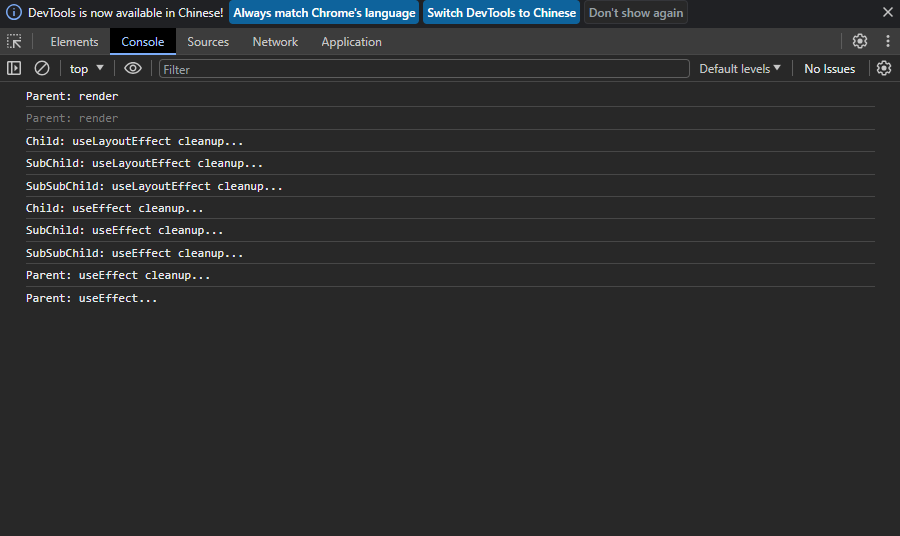 DevTools is now available in Chinese! Always match Chrome's language Switch DevTools to Chinese Don't show again
Elements Console Sources Network Application
top Filter Default levels No Issues
Parent: render
Parent: render
Child: useLayoutEffect cleanup...
SubChild: useLayoutEffect cleanup...
SubSubChild: useLayoutEffect cleanup...
Child: useEffect cleanup...
SubChild: useEffect cleanup...
SubSubChild: useEffect cleanup...
Parent: useEffect cleanup...
Parent: useEffect...